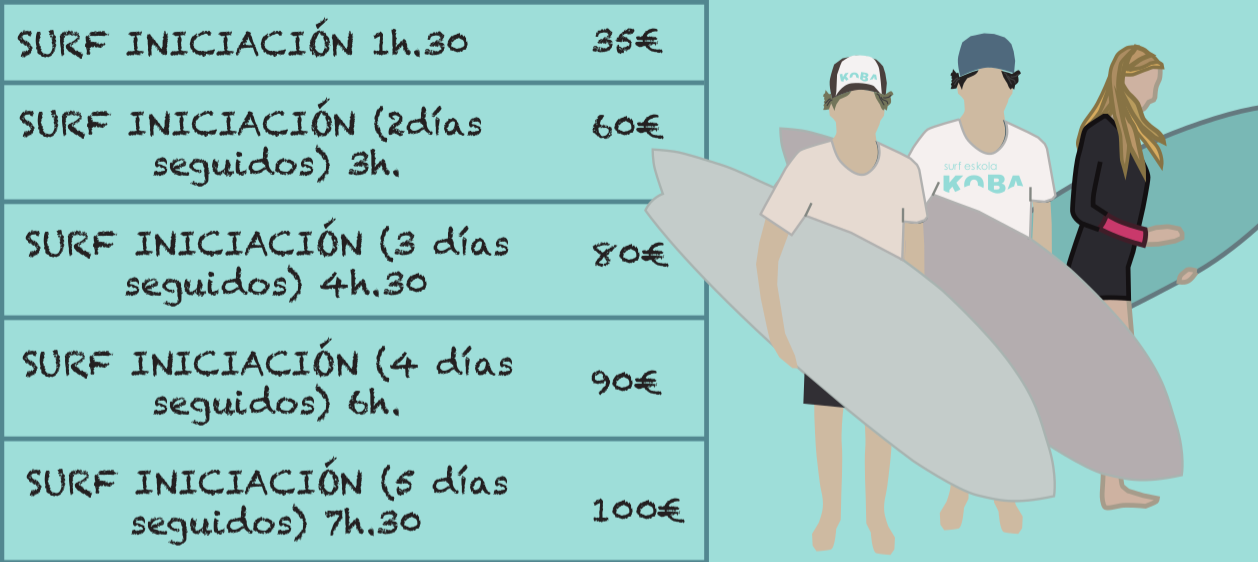 SURF INICIACIÓN 1h.30 35€
SURF INICIACIÓN (2días
seguidos) 3h.
60€
SURF INICIACIÓN (3 días
seguidos) 4h.30
80€
SURF INICIACIÓN (4 días
seguidos) 6h.
90€
SURF INICIACIÓN (5 días
seguidos) 7h.30
100€
KOBA
surf eskola
KOBA